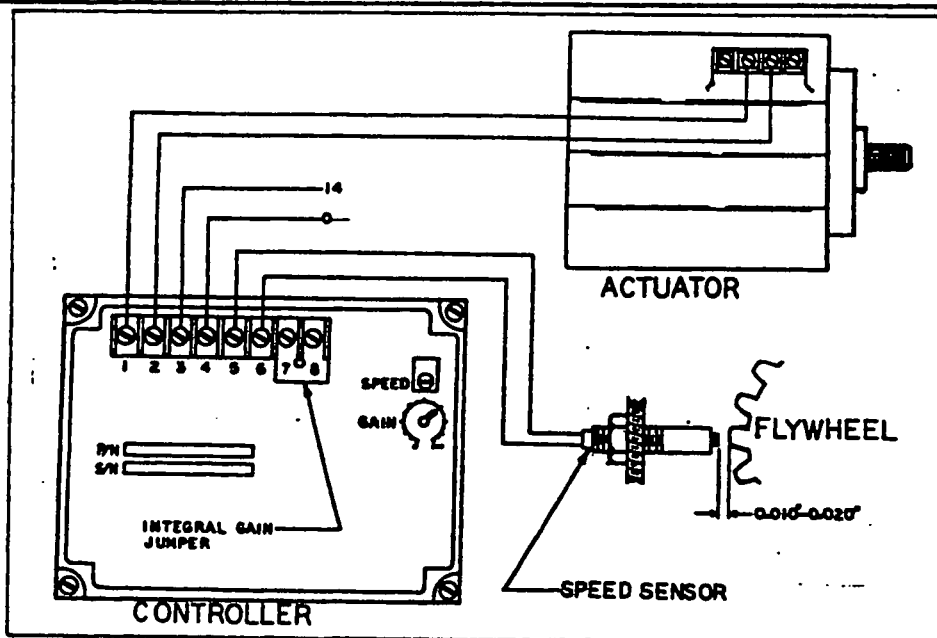 14
ACTUATOR
1 2 3 4 5 6 7 8
SPEED
GAIN
FLYWHEEL
P/N
S/N
0.010"-0.020"
INTEGRAL GAIN
JUMPER
SPEED SENSOR
CONTROLLER